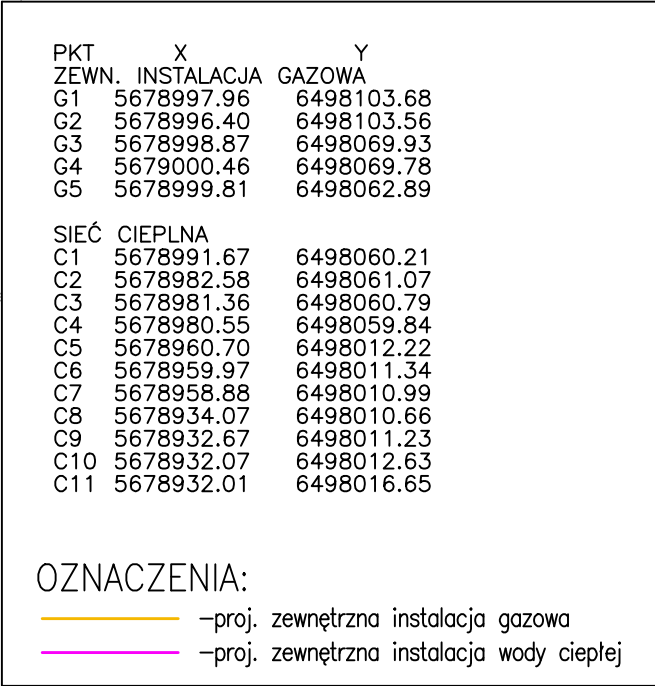 PKT X Y
ZEWN. INSTALACJA GAZOWA
G1 5678997.96 6498103.68
G2 5678996.40 6498103.56
G3 5678998.87 6498069.93
G4 5679000.46 6498069.78
G5 5678999.81 6498062.89
SIEĆ CIEPLNA
C1 5678991.67 6498060.21
C2 5678982.58 6498061.07
C3 5678981.36 6498060.79
C4 5678980.55 6498059.84
C5 5678960.70 6498012.22
C6 5678959.97 6498011.34
C7 5678958.88 6498010.99
C8 5678934.07 6498010.66
C9 5678932.67 6498011.23
C10 5678932.07 6498012.63
C11 5678932.01 6498016.65
OZNACZENIA:
–proj. zewnętrzna instalacja gazowa
–proj. zewnętrzna instalacja wody ciepłej